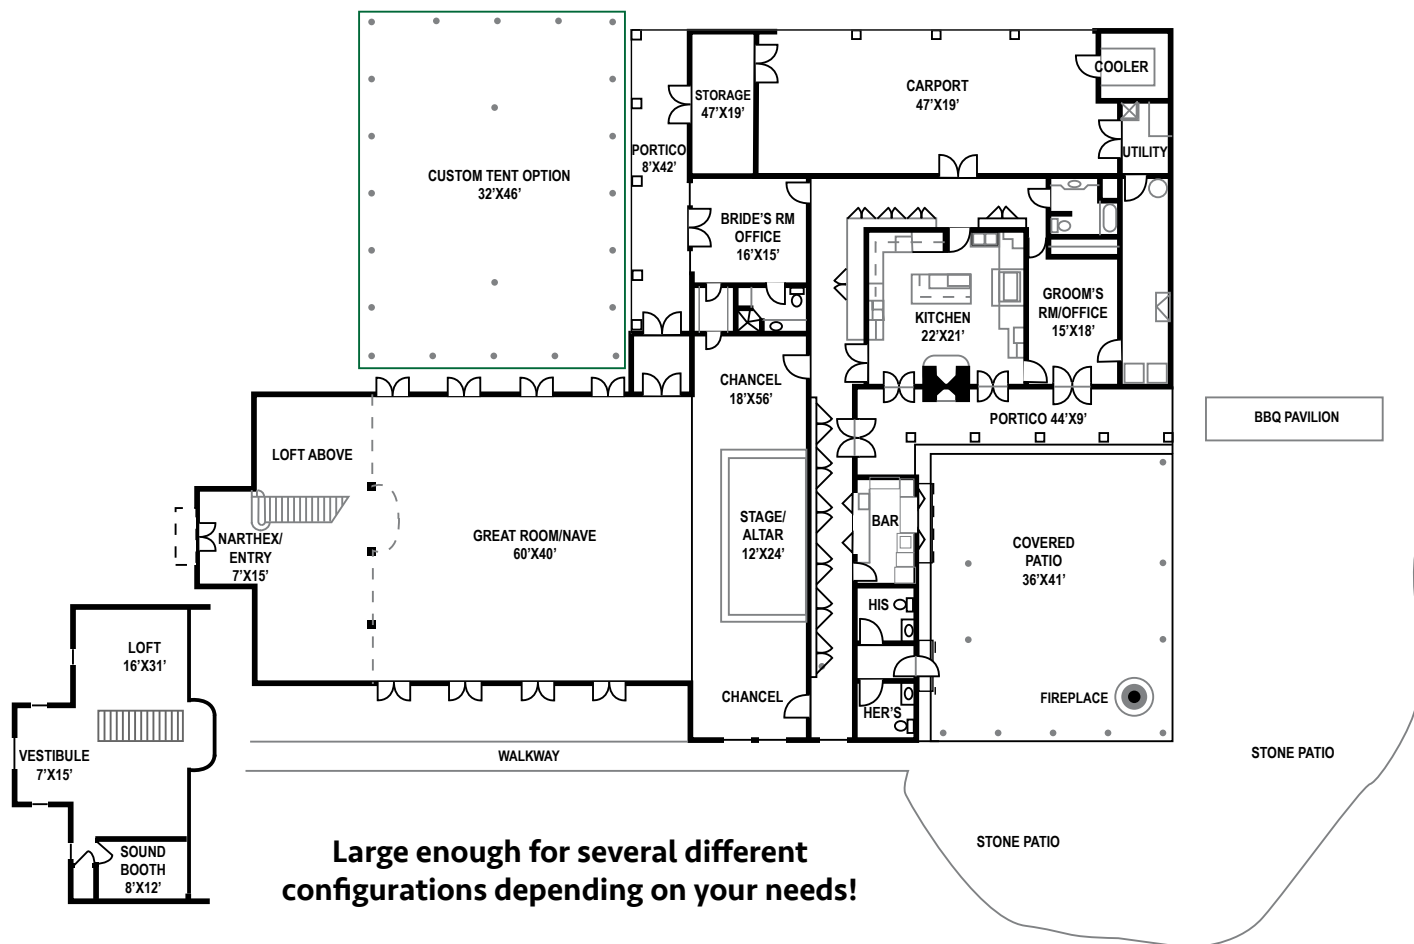 CUSTOM TENT OPTION
32'X46'
PORTICO
8'X42'
STORAGE
47'X19'
CARPORT
47'X19'
COOLER
UTILITY
BRIDE'S RM
OFFICE
16'X15'
KITCHEN
22'X21'
GROOM'S
RM/OFFICE
15'X18'
CHANCEL
18'X56'
PORTICO 44'X9'
BBQ PAVILION
LOFT ABOVE
NARTHEX/
ENTRY
7'X15'
GREAT ROOM/NAVE
60'X40'
STAGE/
ALTAR
12'X24'
BAR
COVERED
PATIO
36'X41'
HIS
HER'S
FIREPLACE
CHANCEL
LOFT
16'X31'
VESTIBULE
7'X15'
SOUND
BOOTH
8'X12'
WALKWAY
STONE PATIO
STONE PATIO
Large enough for several different
configurations depending on your needs!